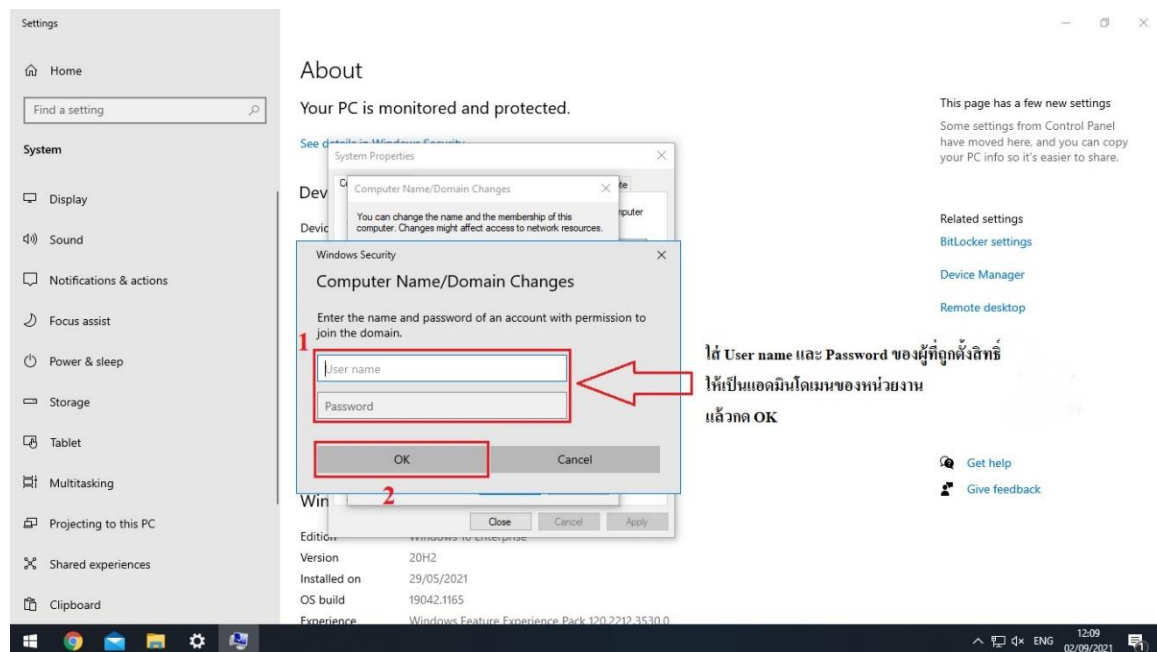 Settings
Home
Find a setting
System
Display
Sound
Notifications & actions
Focus assist
Power & sleep
Storage
Tablet
Multitasking
Projecting to this PC
Shared experiences
Clipboard
About
Your PC is monitored and protected.
See details in Windows Security
System Properties
Computer Name/Domain Changes
You can change the name and the membership of this
computer. Changes might affect access to network resources.
Windows Security
Computer Name/Domain Changes
Enter the name and password of an account with permission to
join the domain.
1
User name
Password
OK
Cancel
2
Close
Cancel
Apply
Edition
Windows 10 Enterprise
Version
20H2
Installed on
29/05/2021
OS build
19042.1165
Experience
Windows Feature Experience Pack 120.2212.3530.0
ใส่ User name และ Password ของผู้ที่ถูกตั้งสิทธิ์
ให้เป็นแอดมินโดเมนของหน่วยงาน
แล้วกด OK
This page has a few new settings
Some settings from Control Panel
have moved here, and you can copy
your PC info so it's easier to share.
Related settings
BitLocker settings
Device Manager
Remote desktop
Get help
Give feedback
ENG
12:09
02/09/2021